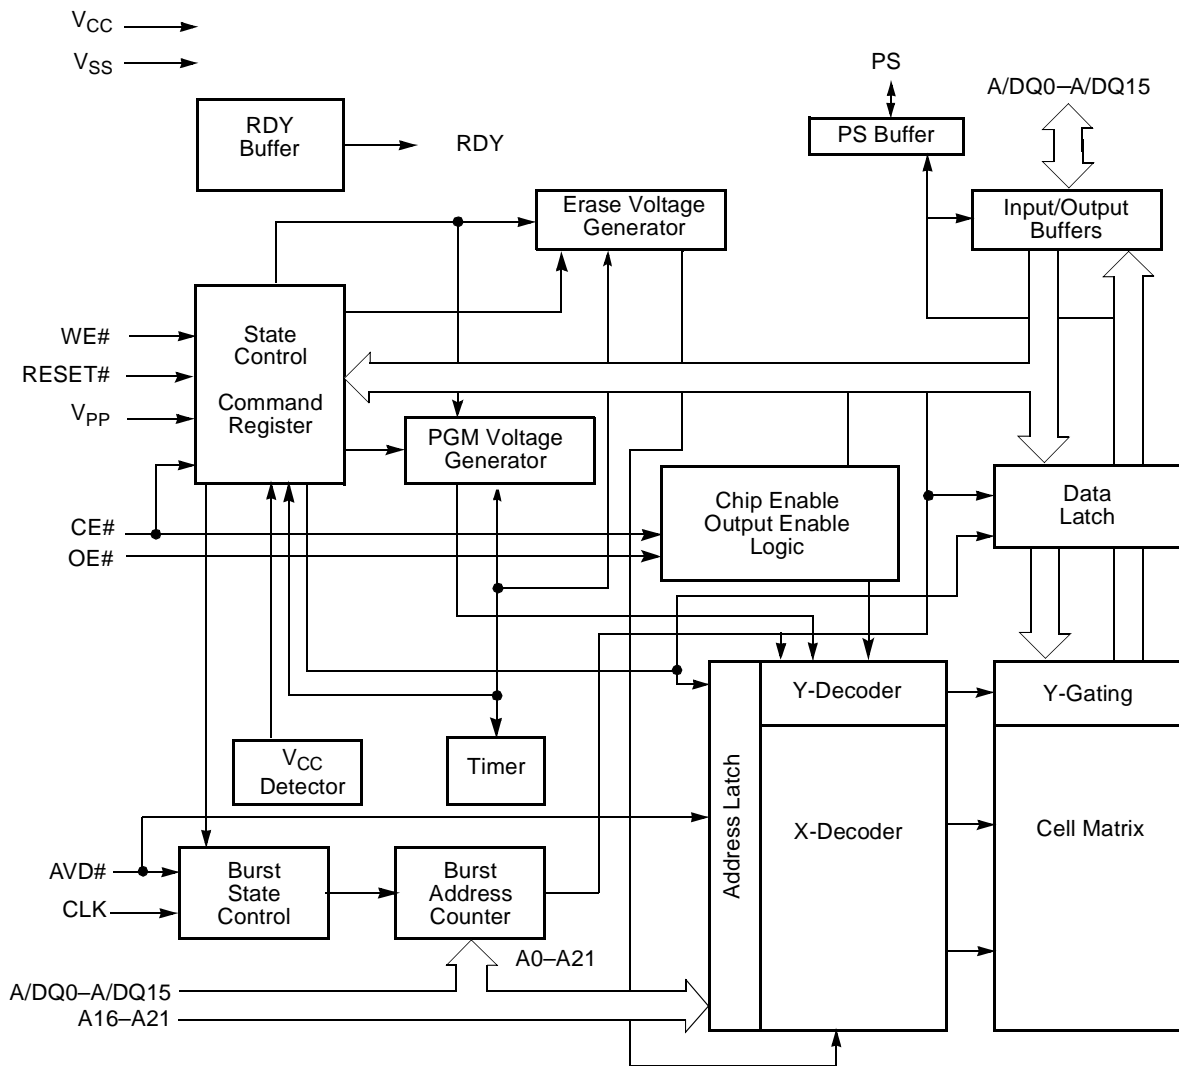 VCC
VSS
PS
A/DQ0–A/DQ15
RDY
Buffer
RDY
PS Buffer
Erase Voltage
Generator
Input/Output
Buffers
WE#
RESET#
VPP
State
Control
Command
Register
PGM Voltage
Generator
CE#
OE#
Chip Enable
Output Enable
Logic
Data
Latch
Y-Decoder
Y-Gating
VCC
Detector
Timer
Address Latch
X-Decoder
Cell Matrix
AVD#
CLK
Burst
State
Control
Burst
Address
Counter
A0–A21
A/DQ0–A/DQ15
A16–A21